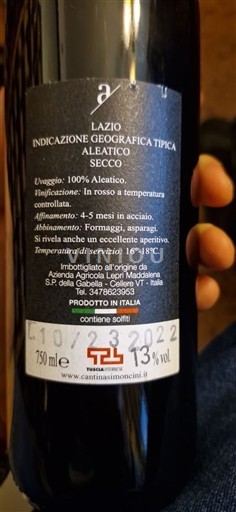 a/
LAZIO
INDICAZIONE GEOGRAFICA TIPICA
ALEATICO
SECCO
Uvaggio: 100% Aleatico.
Vinificazione: In rosso a temperatura
controllata.
Affinamento: 4-5 mesi in acciaio.
Abbinamento: Formaggi, asparagi.
Si rivela anche un eccellente aperitivo.
Temperatura di servizio: 16°-18°C.
Imbottigliato all'origine da
Azienda Agricola Lepri Maddalena
S.P. della Gabella - Cellere VT - Italia
Tel. 3478623953
PRODOTTO IN ITALIA
contiene solfiti
L10/23 2022
750 ml e 13% vol.
TUSCIA VITERBESE
www.cantinasimoncini.it